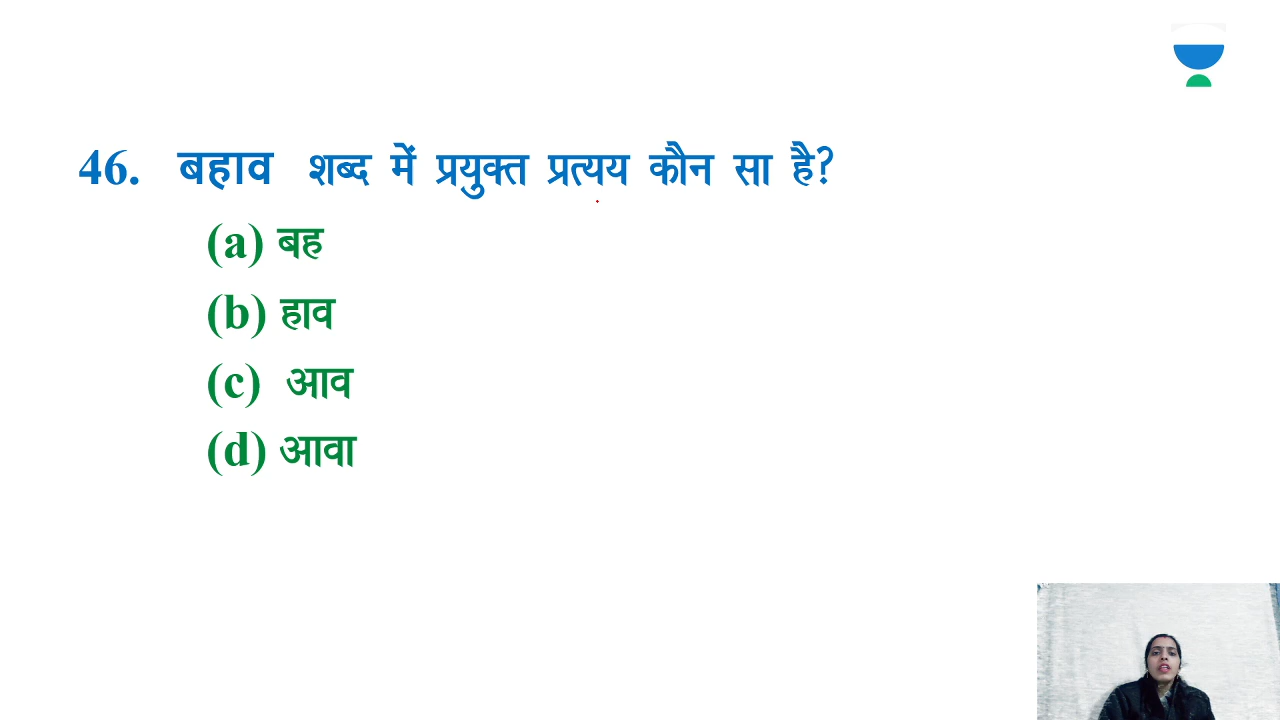 46. बहाव शब्द में प्रयुक्त प्रत्यय कौन सा है?
(a) बह
(b) हाव
(c) आव
(d) आवा